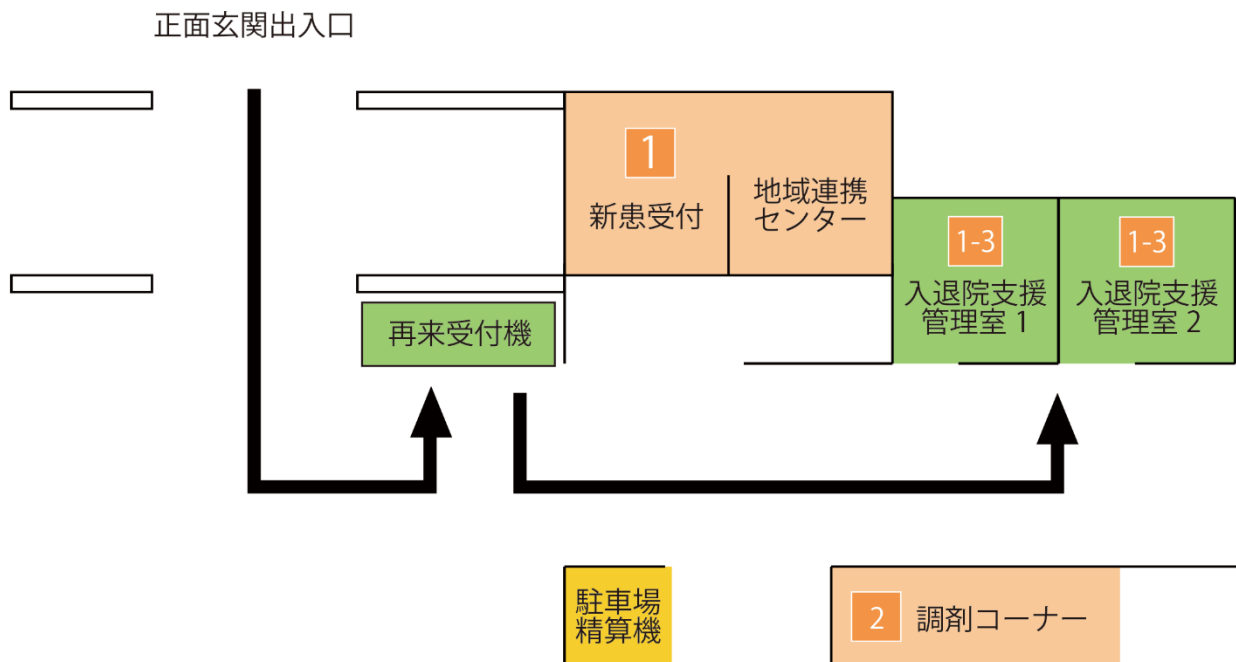 正面玄関出入口
1
新患受付
地域連携
センター
1-3
入退院支援
管理室 1
1-3
入退院支援
管理室 2
再来受付機
駐車場
精算機
2 調剤コーナー